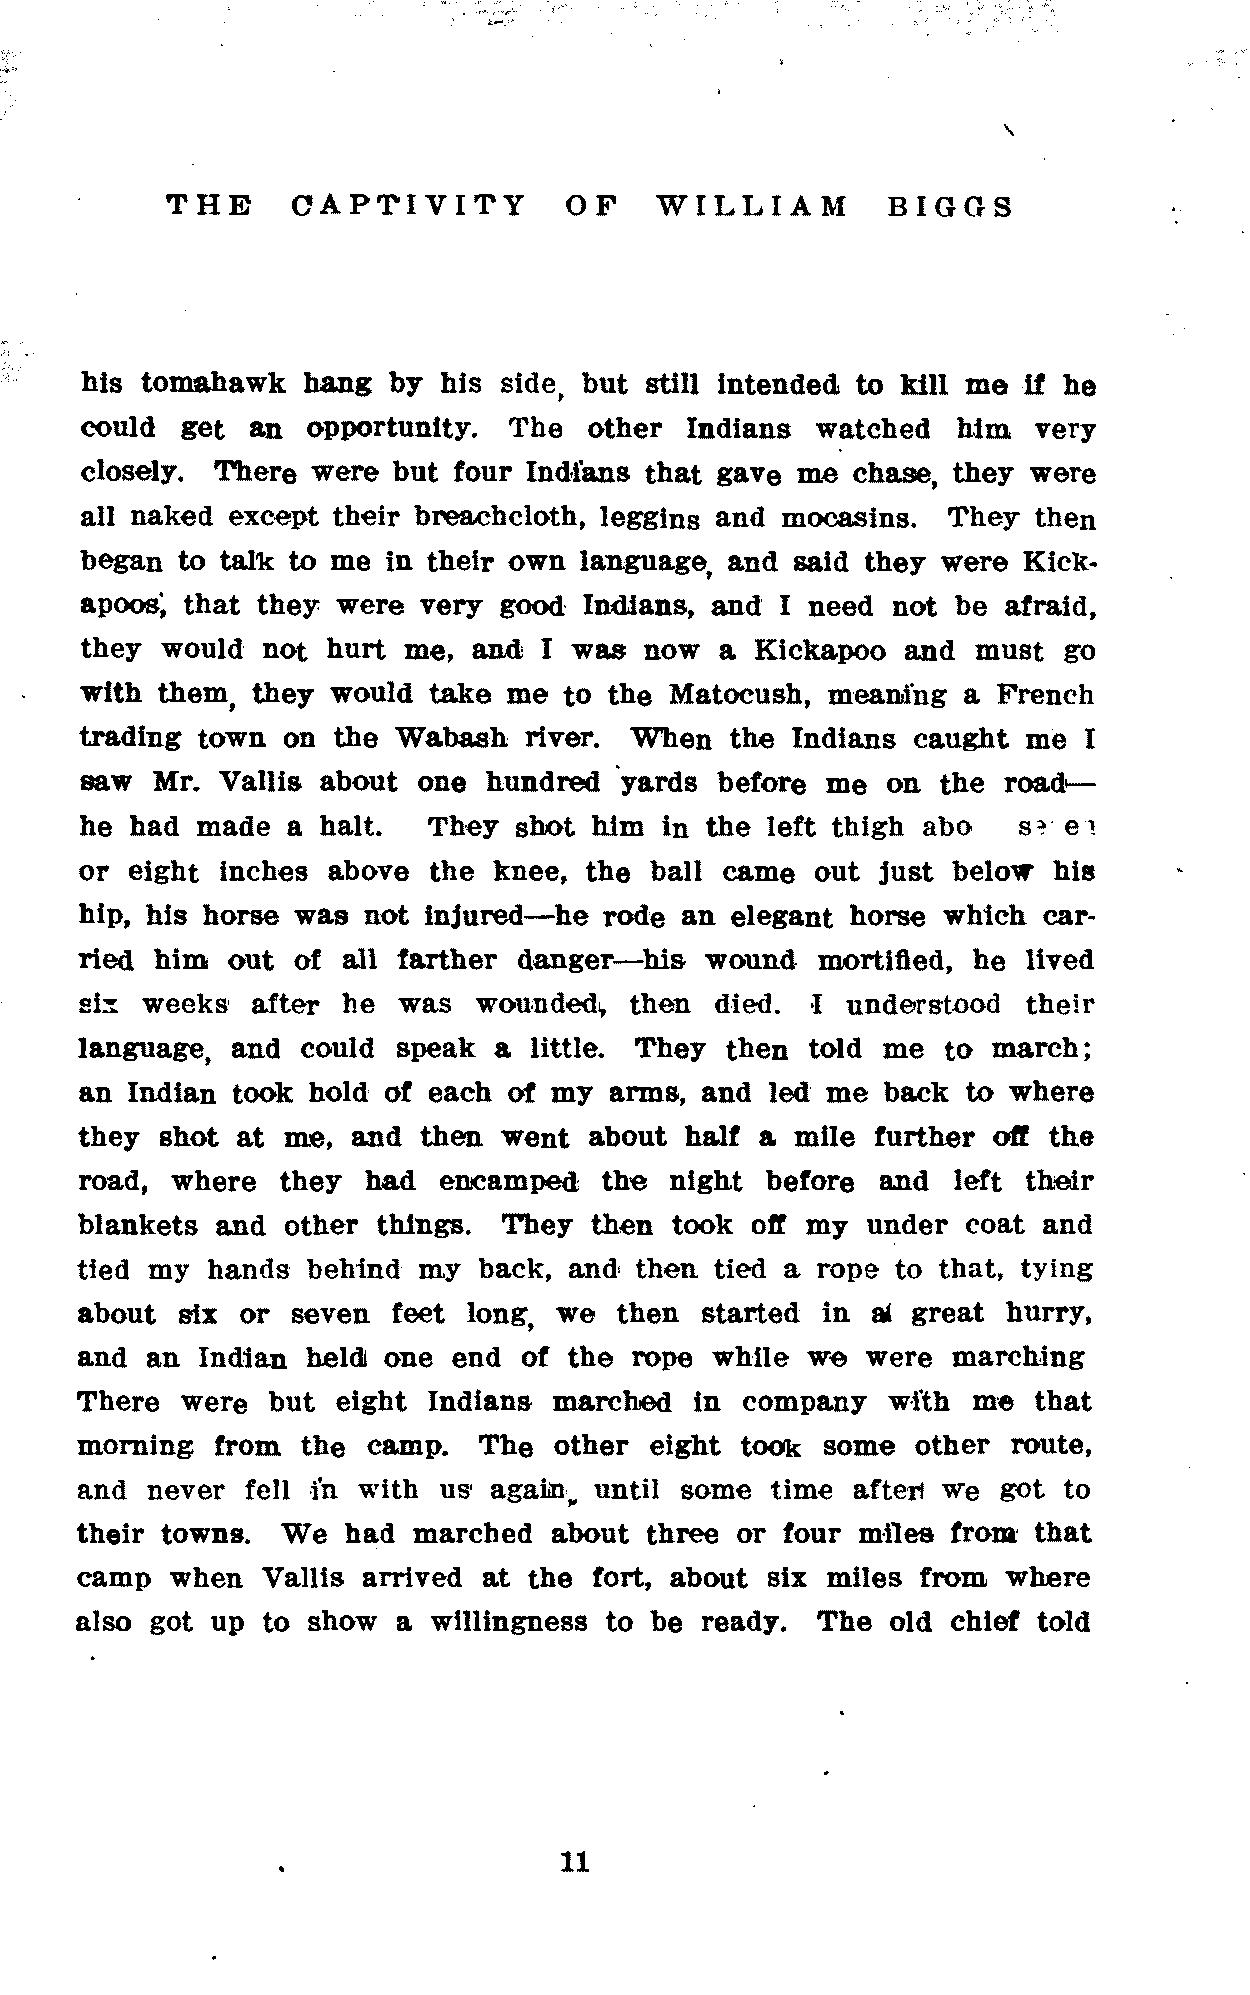 THE CAPTIVITY OF WILLIAM BIGGS
his tomahawk hang by his side, but still intended to kill me if he
could get an opportunity. The other Indians watched him very
closely. There were but four Indians that gave me chase, they were
all naked except their breachcloth, leggins and mocasins. They then
began to talk to me in their own language, and said they were Kick-
apoos; that they were very good Indians, and I need not be afraid,
they would not hurt me, and I was now a Kickapoo and must go
with them, they would take me to the Matocush, meaning a French
trading town on the Wabash river. When the Indians caught me I
saw Mr. Vallis about one hundred yards before me on the road—
he had made a halt. They shot him in the left thigh
or eight inches above the knee, the ball came out just below his
hip, his horse was not injured—he rode an elegant horse which car-
ried him out of all farther danger—his wound mortified, he lived
six weeks after he was wounded, then died. I understood their
language, and could speak a little. They then told me to march;
an Indian took hold of each of my arms, and led me back to where
they shot at me, and then went about half a mile further off the
road, where they had encamped the night before and left their
blankets and other things. They then took off my under coat and
tied my hands behind my back, and then tied a rope to that, tying
about six or seven feet long, we then started in a great hurry,
and an Indian held one end of the rope while we were marching
There were but eight Indians marched in company with me that
morning from the camp. The other eight took some other route,
and never fell in with us again, until some time after we got to
their towns. We had marched about three or four miles from that
camp when Vallis arrived at the fort, about six miles from where
also got up to show a willingness to be ready. The old chief told
11